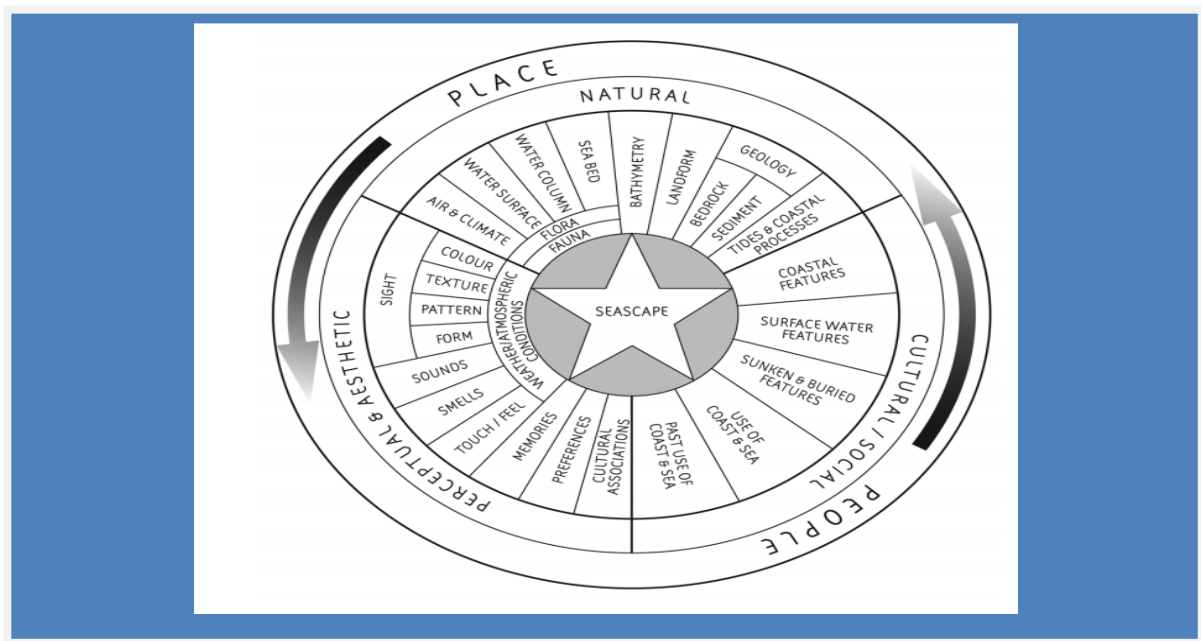 PLACE
NATURAL
AIR & CLIMATE
WATER SURFACE
WATER COLUMN
SEA BED
FLORA
FAUNA
BATHYMETRY
LANDFORM
GEOLOGY
BEDROCK
SEDIMENT
TIDES & COASTAL
PROCESSES
COASTAL
FEATURES
SURFACE WATER
FEATURES
SUNKEN & BURIED
FEATURES
USE OF
COAST & SEA
PAST USE OF
COAST & SEA
CULTURAL / SOCIAL
PEOPLE
CULTURAL
ASSOCIATIONS
PREFERENCES
MEMORIES
TOUCH / FEEL
SMELLS
SOUNDS
SIGHT
COLOUR
TEXTURE
PATTERN
FORM
WEATHER/ATMOSPHERIC
CONDITIONS
PERCEPTUAL & AESTHETIC
SEASCAPE